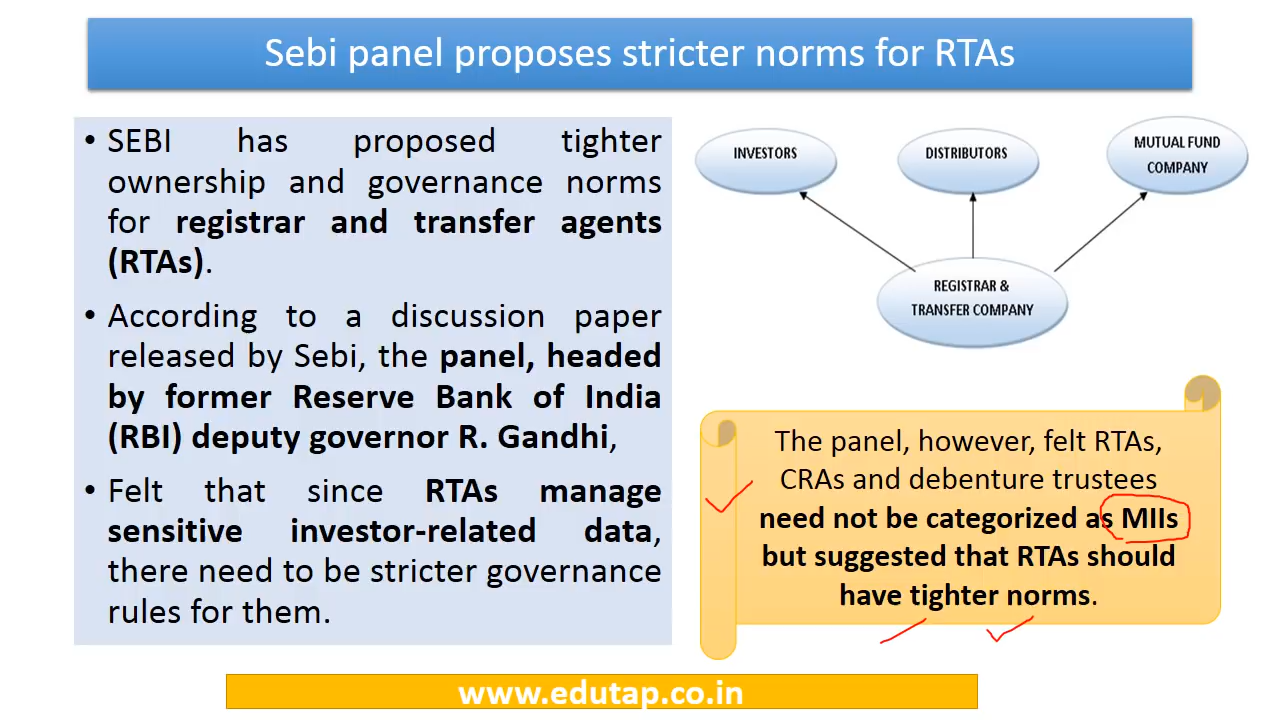 Sebi panel proposes stricter norms for RTAs
• SEBI has proposed tighter
ownership and governance norms
for registrar and transfer agents
(RTAs).
• According to a discussion paper
released by Sebi, the panel, headed
by former Reserve Bank of India
(RBI) deputy governor R. Gandhi,
• Felt that since RTAs manage
sensitive investor-related data,
there need to be stricter governance
rules for them.
INVESTORS
DISTRIBUTORS
MUTUAL FUND
COMPANY
REGISTRAR &
TRANSFER COMPANY
The panel, however, felt RTAs,
CRAs and debenture trustees
need not be categorized as MIIs
but suggested that RTAs should
have tighter norms.
www.edutap.co.in